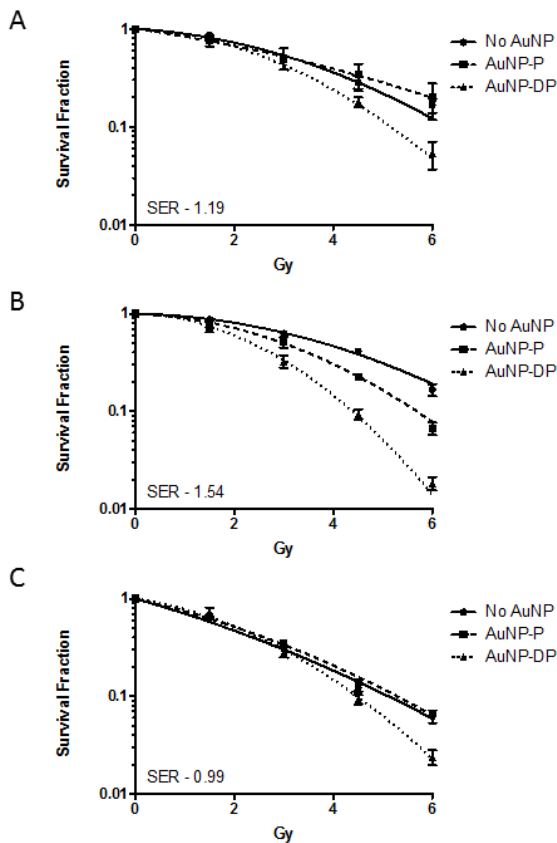 A
1
0.1
0.01
Survival Fraction
SER - 1.19
0 2 4 6
Gy
No AuNP
AuNP-P
AuNP-DP
B
1
0.1
0.01
Survival Fraction
SER - 1.54
0 2 4 6
Gy
No AuNP
AuNP-P
AuNP-DP
C
1
0.1
0.01
Survival Fraction
SER - 0.99
0 2 4 6
Gy
No AuNP
AuNP-P
AuNP-DP